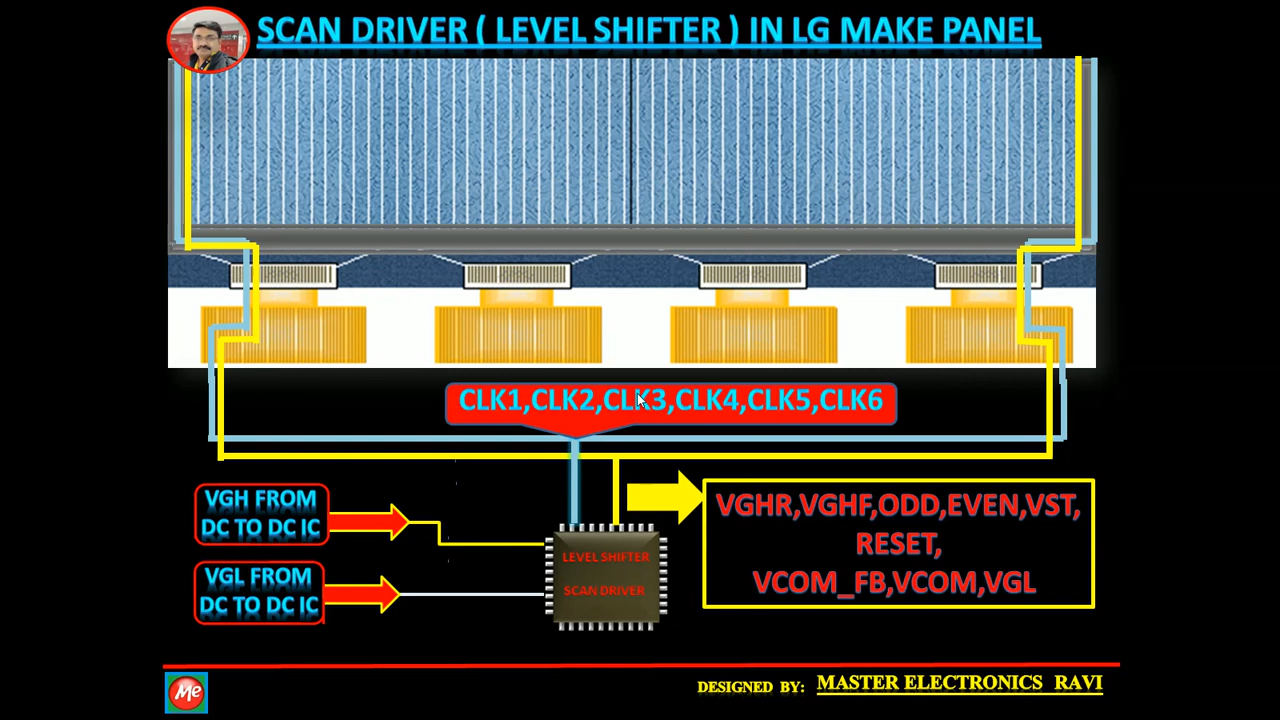 SCAN DRIVER ( LEVEL SHIFTER ) IN LG MAKE PANEL
CLK1,CLK2,CLK3,CLK4,CLK5,CLK6
VGH FROM
DC TO DC IC
VGL FROM
DC TO DC IC
LEVEL SHIFTER
SCAN DRIVER
VGHR,VGHF,ODD,EVEN,VST,
RESET,
VCOM_FB,VCOM,VGL
Me
DESIGNED BY: MASTER ELECTRONICS RAVI